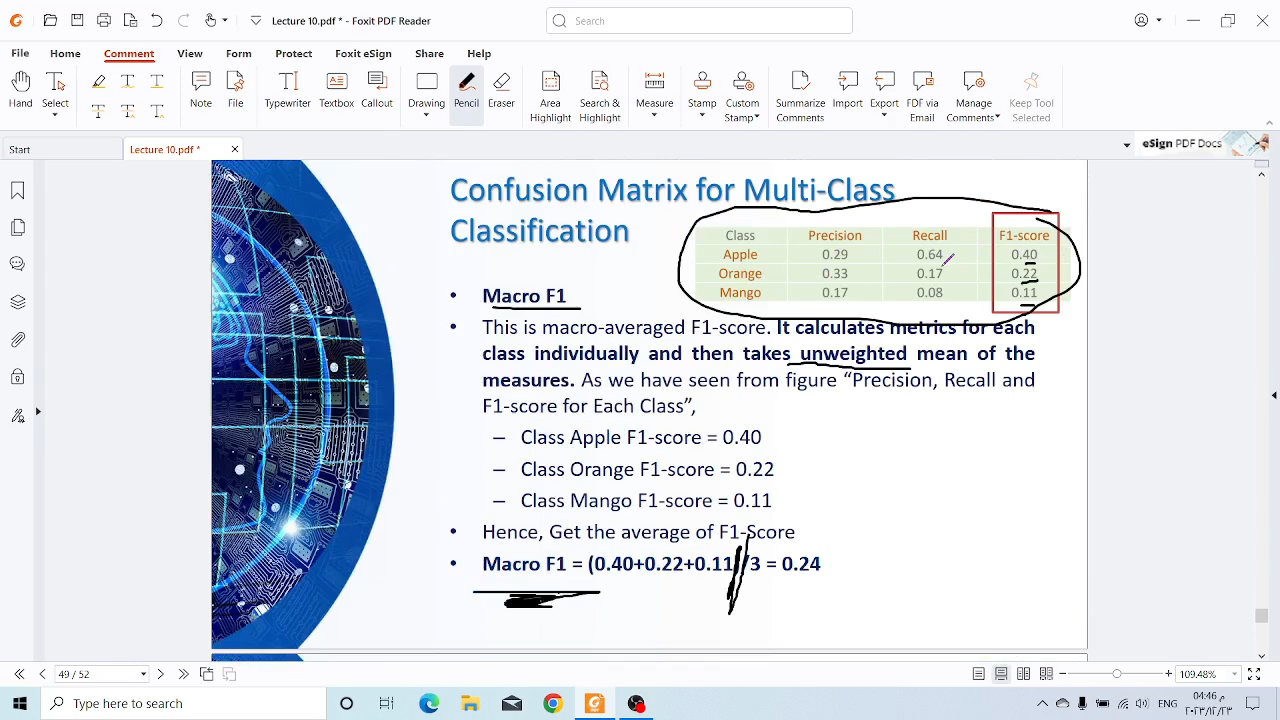 Lecture 10.pdf * - Foxit PDF Reader
Search
File Home Comment View Form Protect Foxit eSign Share Help
Hand Select Note File Typewriter Textbox Callout Drawing Pencil Eraser Area Highlight Search & Highlight Measure Stamp Custom Stamp Summarize Comments Import Export FDF via Email Manage Comments Keep Tool Selected
Start
Lecture 10.pdf *
eSign PDF Docs
Confusion Matrix for Multi-Class
Classification
Class Precision Recall F1-score
Apple 0.29 0.64 0.40
Orange 0.33 0.17 0.22
Mango 0.17 0.08 0.11
• Macro F1
• This is macro-averaged F1-score. It calculates metrics for each
class individually and then takes unweighted mean of the
measures. As we have seen from figure “Precision, Recall and
F1-score for Each Class”,
– Class Apple F1-score = 0.40
– Class Orange F1-score = 0.22
– Class Mango F1-score = 0.11
• Hence, Get the average of F1-Score
• Macro F1 = (0.40+0.22+0.11)/3 = 0.24
49 / 52
109.48%
Type here to search
ENG